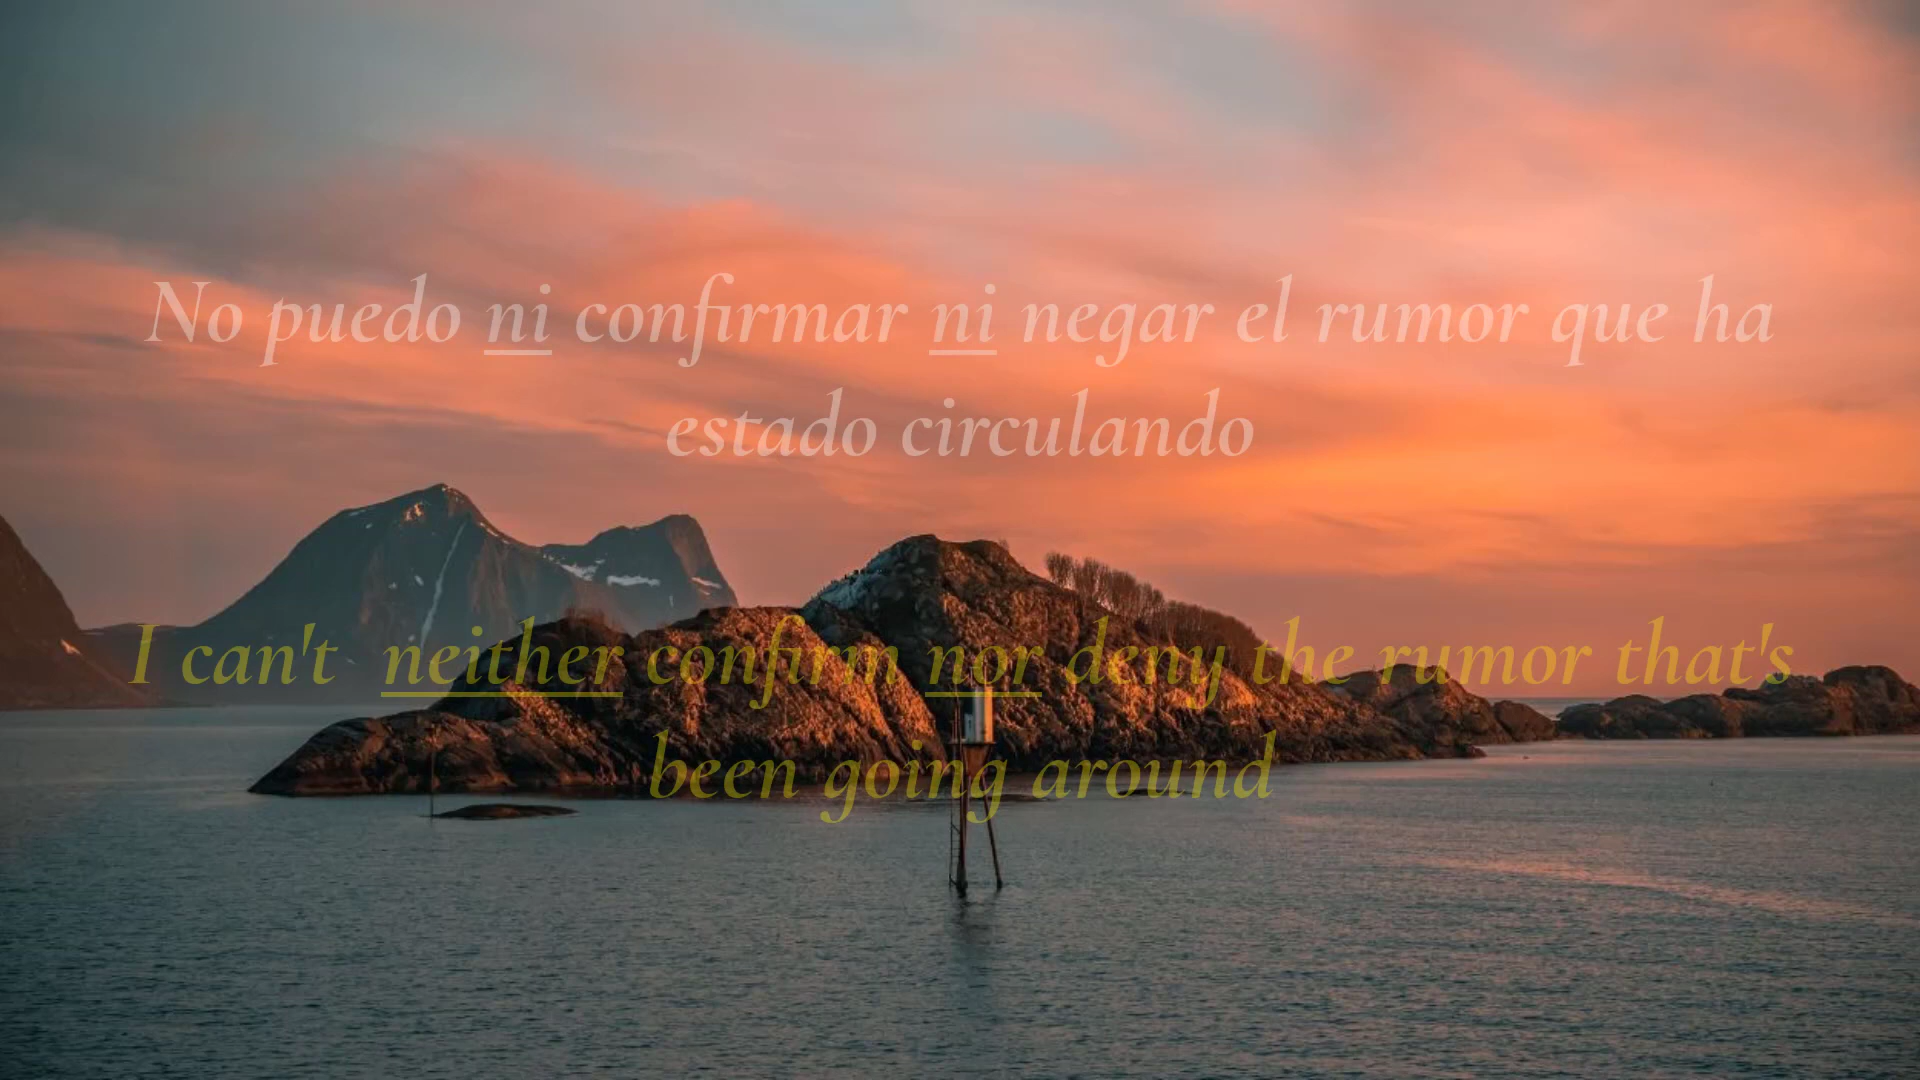 No puedo ni confirmar ni negar el rumor que ha
estado circulando
I can't neither confirm nor deny the rumor that's
been going around